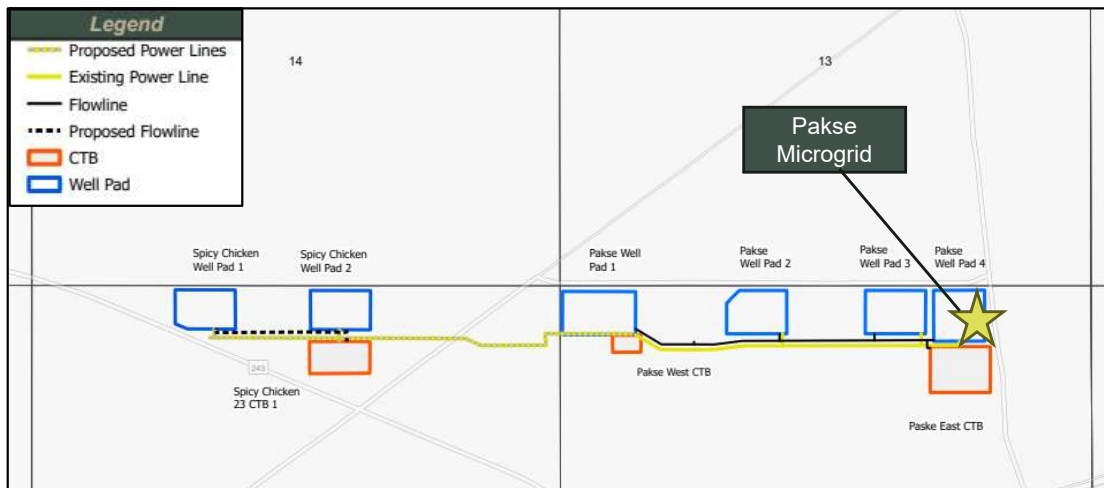 Legend
Proposed Power Lines
Existing Power Line
Flowline
Proposed Flowline
CTB
Well Pad
14
13
Pakse
Microgrid
Spicy Chicken
Well Pad 1
Spicy Chicken
Well Pad 2
Pakse Well
Pad 1
Pakse
Well Pad 2
Pakse
Well Pad 3
Pakse
Well Pad 4
243
Spicy Chicken
23 CTB 1
Pakse West CTB
Paske East CTB